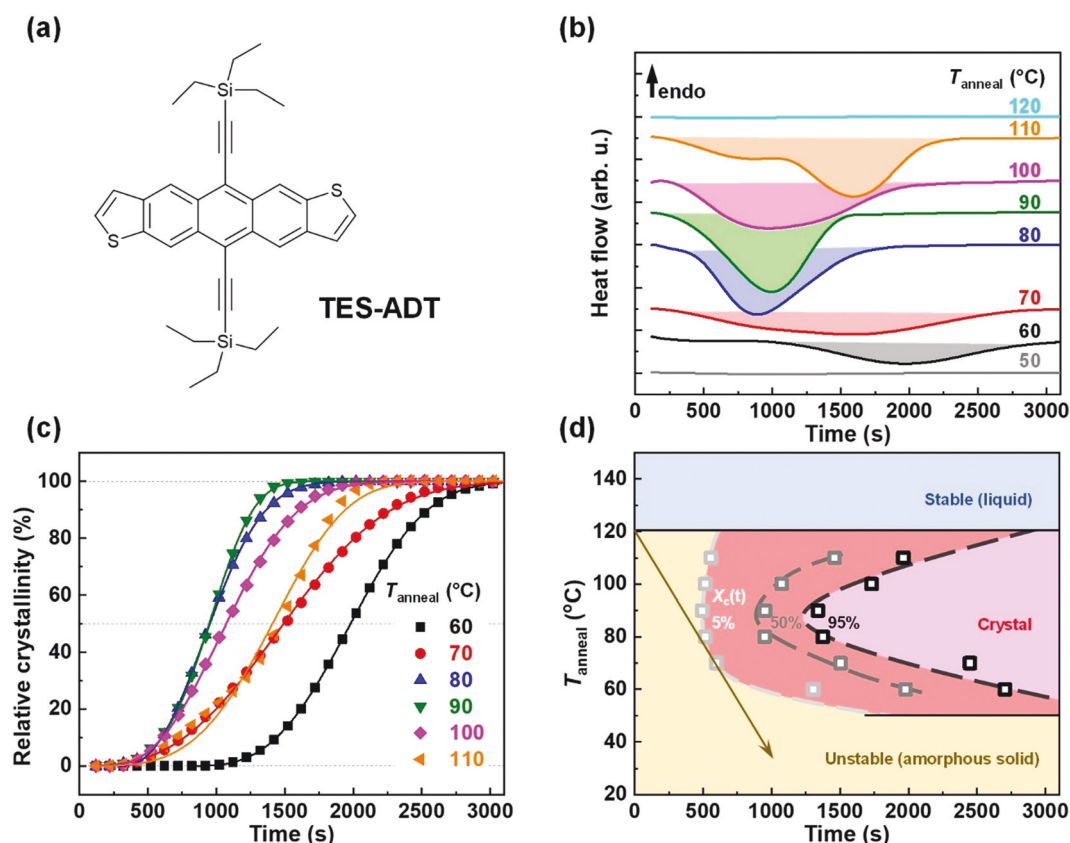 (a)
Si
S
S
Si
TES-ADT
(b)
endo
T anneal (°C)
120
110
100
90
80
70
60
50
Heat flow (arb. u.)
0 500 1000 1500 2000 2500 3000
Time (s)
(c)
100
80
60
40
20
0
Relative crystallinity (%)
T anneal (°C)
60
70
80
90
100
110
0 500 1000 1500 2000 2500 3000
Time (s)
(d)
140
120
100
80
60
40
20
T anneal (°C)
Stable (liquid)
Xc(t)
5% 50% 95%
Crystal
Unstable (amorphous solid)
0 500 1000 1500 2000 2500 3000
Time (s)